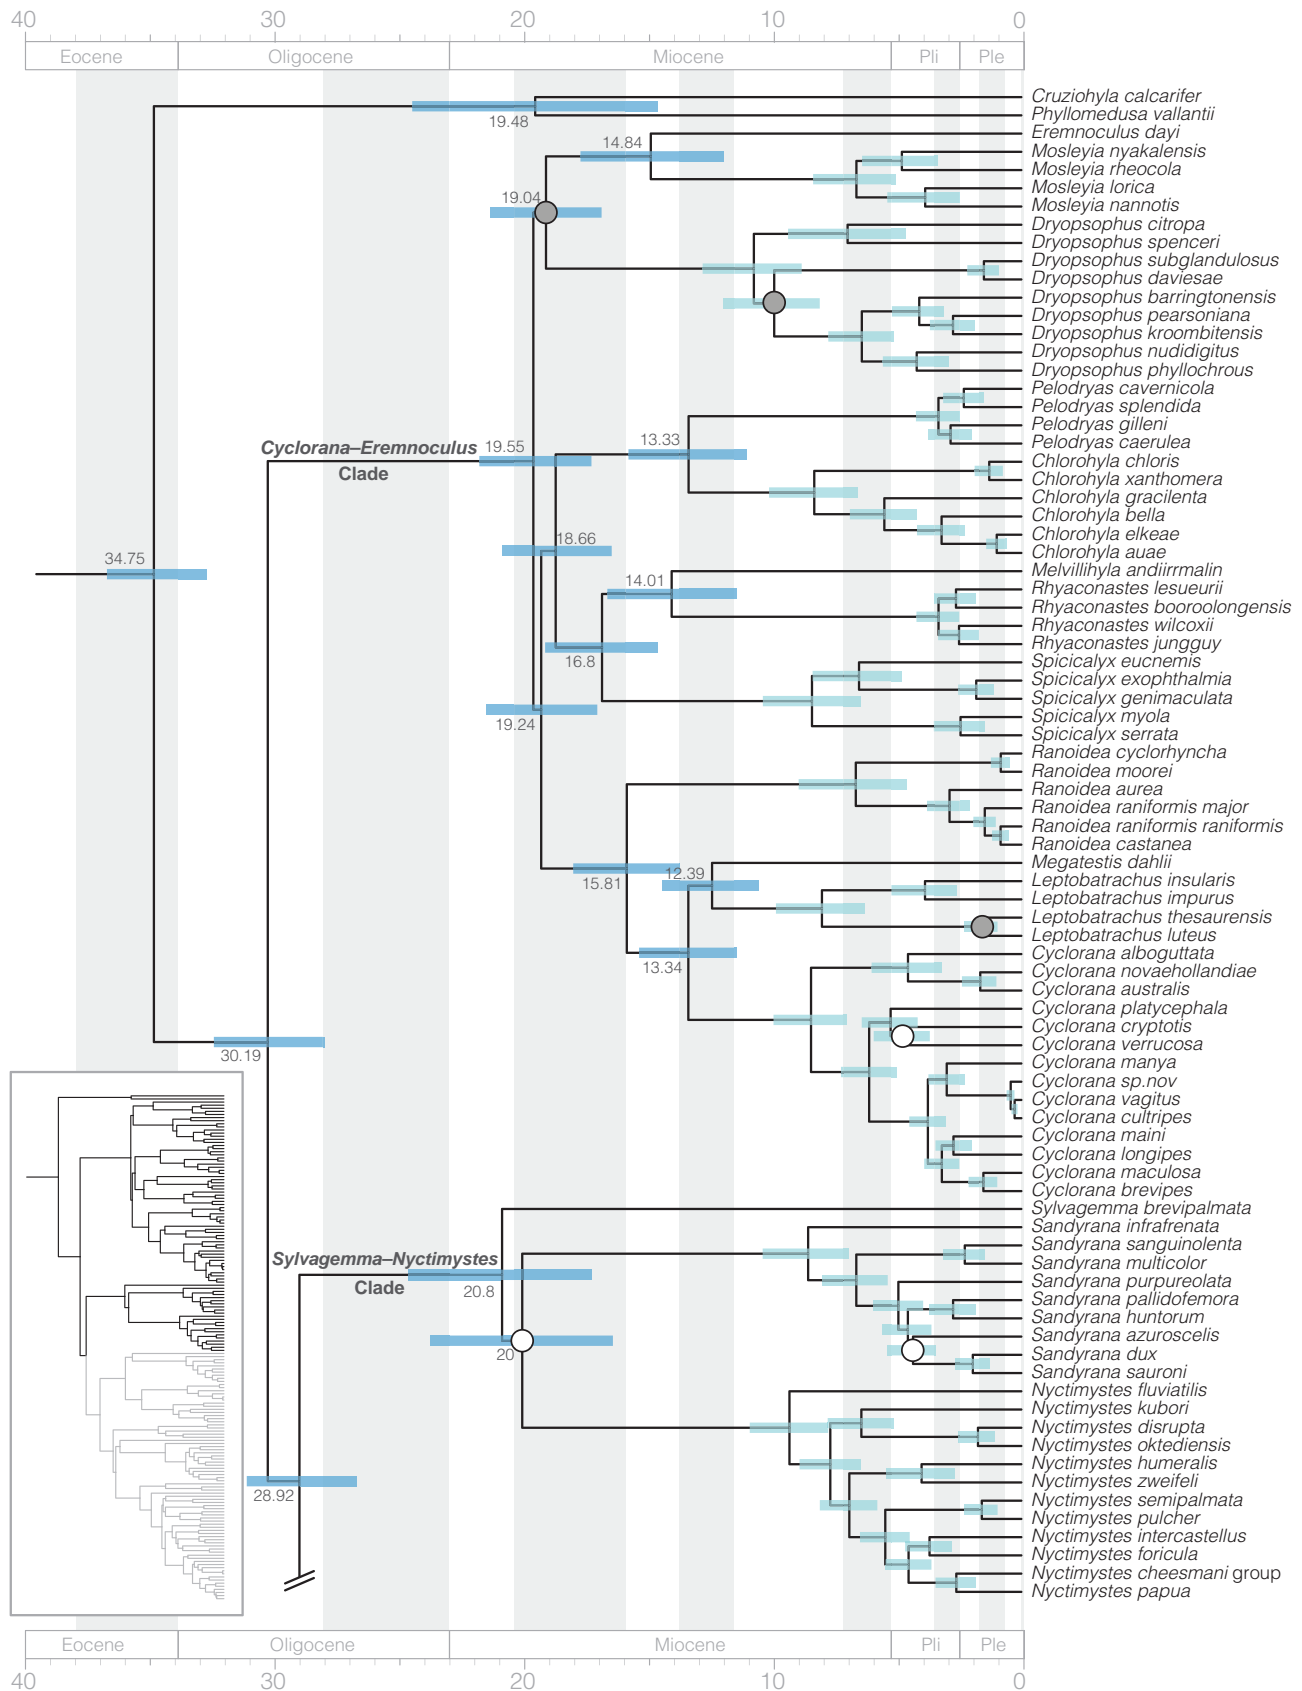 40 30 20 10 0
Eocene Oligocene Miocene Pli Ple
Cruziohyla calcarifer
Phyllomedusa vallantii
19.48
Eremnoculus dayi
14.84
Mosleyia nyakalensis
Mosleyia rheocola
Mosleyia lorica
19.04
Mosleyia nannotis
Dryopsophus citropa
Dryopsophus spenceri
Dryopsophus subglandulosus
Dryopsophus daviesae
Dryopsophus barringtonensis
Dryopsophus pearsoniana
Dryopsophus kroombitensis
Dryopsophus nudidigitus
Dryopsophus phyllochrous
Pelodryas cavernicola
Pelodryas splendida
Pelodryas gilleni
Pelodryas caerulea
Cyclorana–Eremnoculus
Clade
19.55
13.33
Chlorohyla chloris
Chlorohyla xanthomera
Chlorohyla gracilenta
Chlorohyla bella
Chlorohyla elkeae
18.66
Chlorohyla auae
34.75
Melvillihyla andiirrmalin
14.01
Rhyaconastes lesueurii
Rhyaconastes booroolongensis
Rhyaconastes wilcoxii
Rhyaconastes jungguy
16.8
Spicicalyx eucnemis
Spicicalyx exophthalmia
Spicicalyx genimaculata
Spicicalyx myola
19.24
Spicicalyx serrata
Ranoidea cyclorhyncha
Ranoidea moorei
Ranoidea aurea
Ranoidea raniformis major
Ranoidea raniformis raniformis
Ranoidea castanea
Megatestis dahlii
12.39
15.81
Leptobatrachus insularis
Leptobatrachus impurus
Leptobatrachus thesaurensis
Leptobatrachus luteus
Cyclorana alboguttata
13.34
Cyclorana novaehollandiae
Cyclorana australis
Cyclorana platycephala
Cyclorana cryptotis
Cyclorana verrucosa
30.19
Cyclorana manya
Cyclorana sp.nov
Cyclorana vagitus
Cyclorana cultripes
Cyclorana maini
Cyclorana longipes
Cyclorana maculosa
Cyclorana brevipes
Sylvagemma brevipalmata
Sandyrana infrafrenata
Sandyrana sanguinolenta
Sylvagemma–Nyctimystes
Clade
20.8
Sandyrana multicolor
Sandyrana purpureolata
Sandyrana pallidofemora
Sandyrana huntorum
Sandyrana azuroscelis
20
Sandyrana dux
Sandyrana sauroni
Nyctimystes fluviatilis
Nyctimystes kubori
Nyctimystes disrupta
Nyctimystes oktediensis
Nyctimystes humeralis
Nyctimystes zweifeli
28.92
Nyctimystes semipalmata
Nyctimystes pulcher
Nyctimystes intercastellus
Nyctimystes foricula
Nyctimystes cheesmani group
Nyctimystes papua
Eocene Oligocene Miocene Pli Ple
40 30 20 10 0